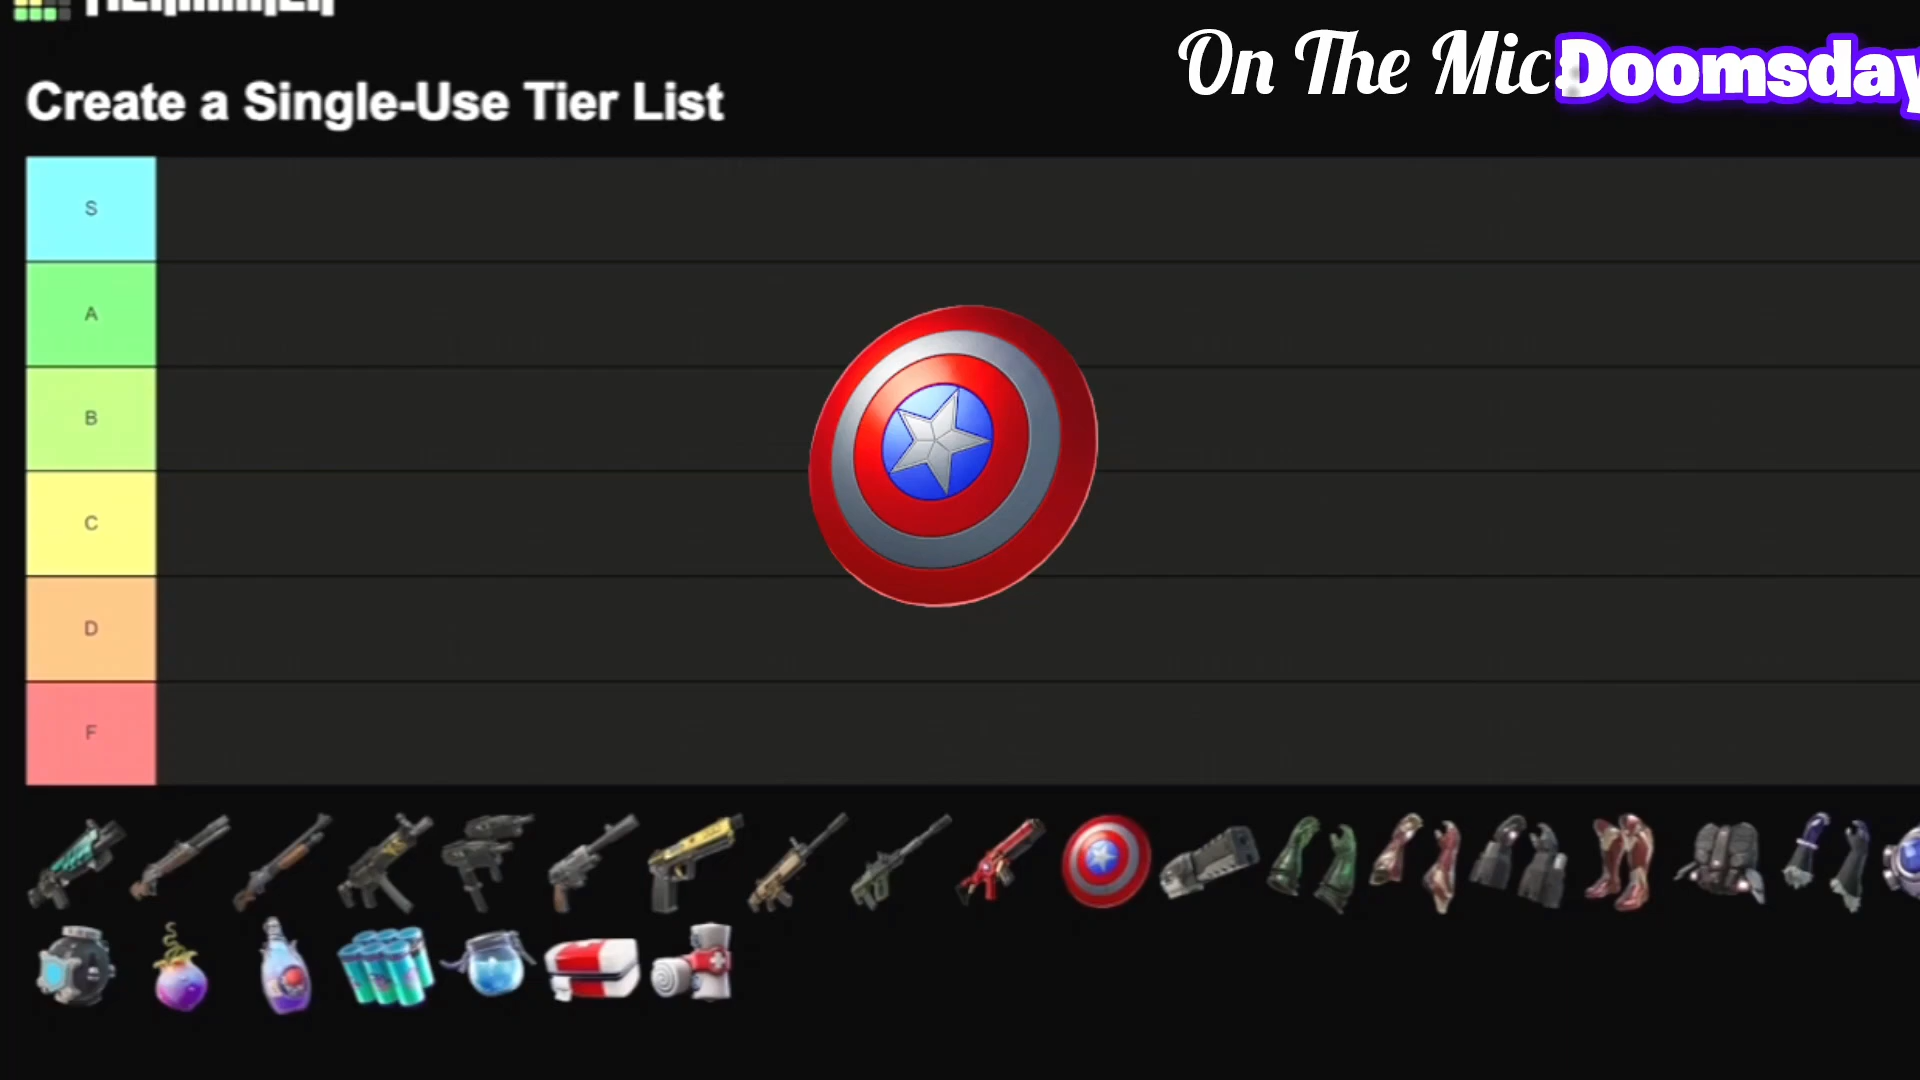 On The Mic: Doomsday
Create a Single-Use Tier List
S
A
B
C
D
F